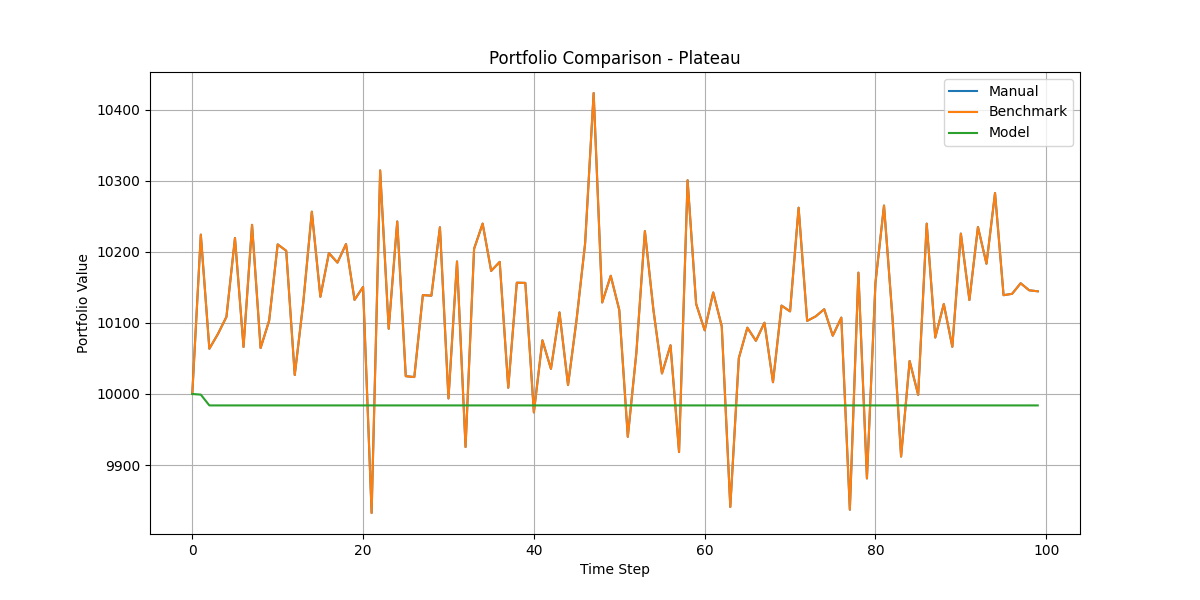 Portfolio Comparison - Plateau
Manual
Benchmark
Model
Portfolio Value
10400
10300
10200
10100
10000
9900
0 20 40 60 80 100
Time Step